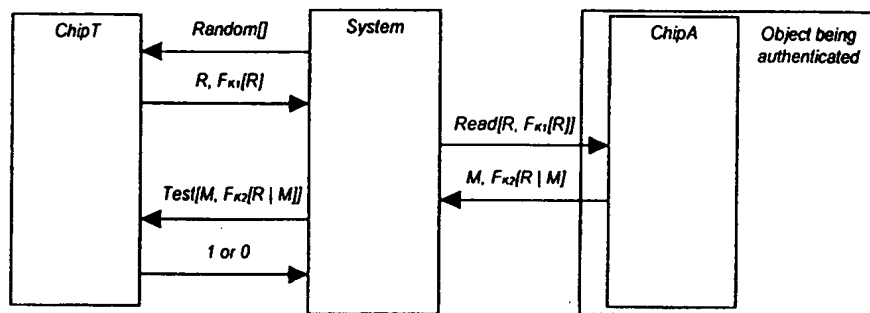 ChipT
System
ChipA
Object being
authenticated
Random[]
R, FK1[R]
Read[R, FK1[R]]
M, FK2[R | M]
Test[M, FK2[R | M]]
1 or 0